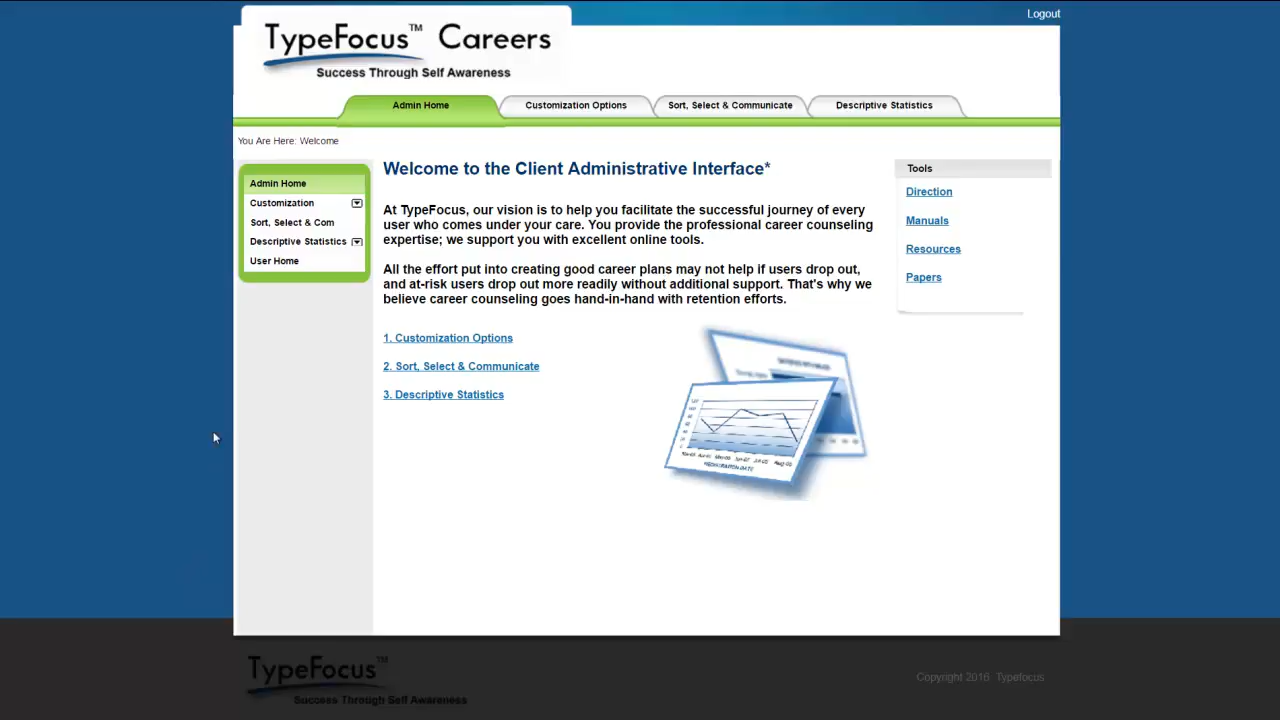 Logout
TypeFocus™ Careers
Success Through Self Awareness
Admin Home
Customization Options
Sort, Select & Communicate
Descriptive Statistics
You Are Here: Welcome
Admin Home
Customization
Sort, Select & Com
Descriptive Statistics
User Home
Welcome to the Client Administrative Interface*
At TypeFocus, our vision is to help you facilitate the successful journey of every
user who comes under your care. You provide the professional career counseling
expertise; we support you with excellent online tools.
All the effort put into creating good career plans may not help if users drop out,
and at-risk users drop out more readily without additional support. That's why we
believe career counseling goes hand-in-hand with retention efforts.
1. Customization Options
2. Sort, Select & Communicate
3. Descriptive Statistics
Tools
Direction
Manuals
Resources
Papers
REGISTRATION DATE
TypeFocus™
Success Through Self Awareness
Copyright 2016 Typefocus